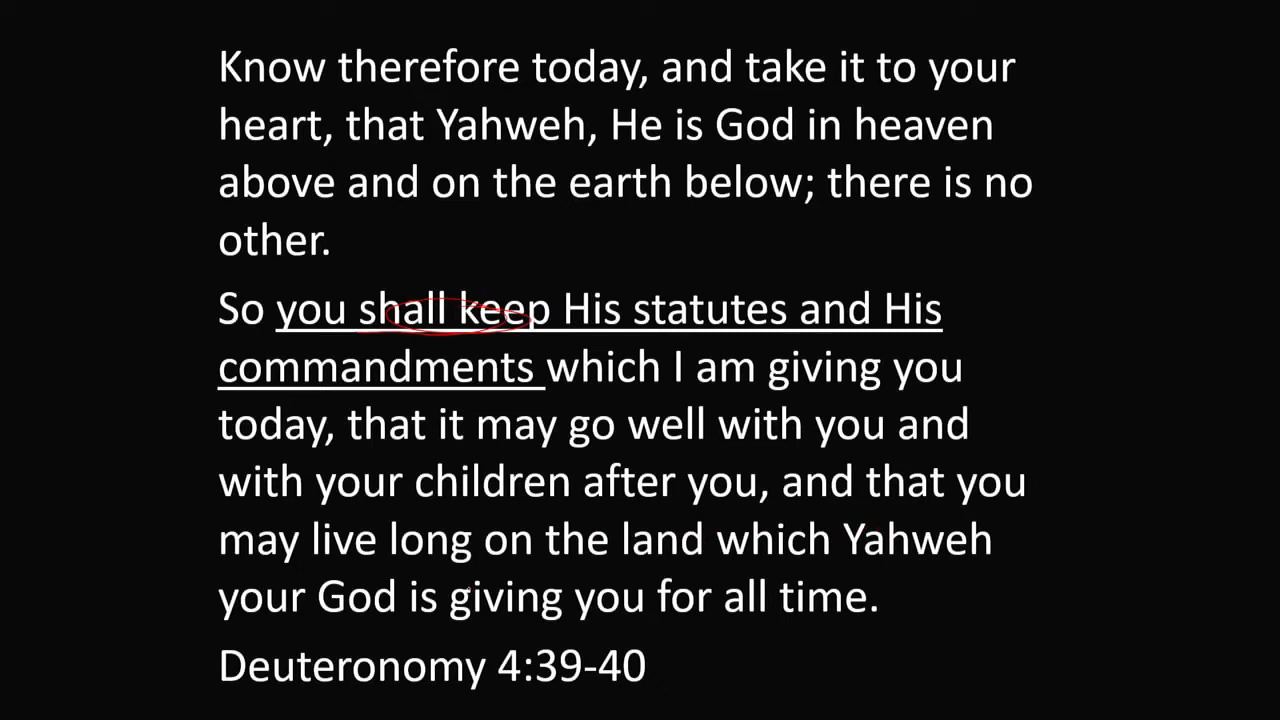 Know therefore today, and take it to your
heart, that Yahweh, He is God in heaven
above and on the earth below; there is no
other.
So you shall keep His statutes and His
commandments which I am giving you
today, that it may go well with you and
with your children after you, and that you
may live long on the land which Yahweh
your God is giving you for all time.
Deuteronomy 4:39-40